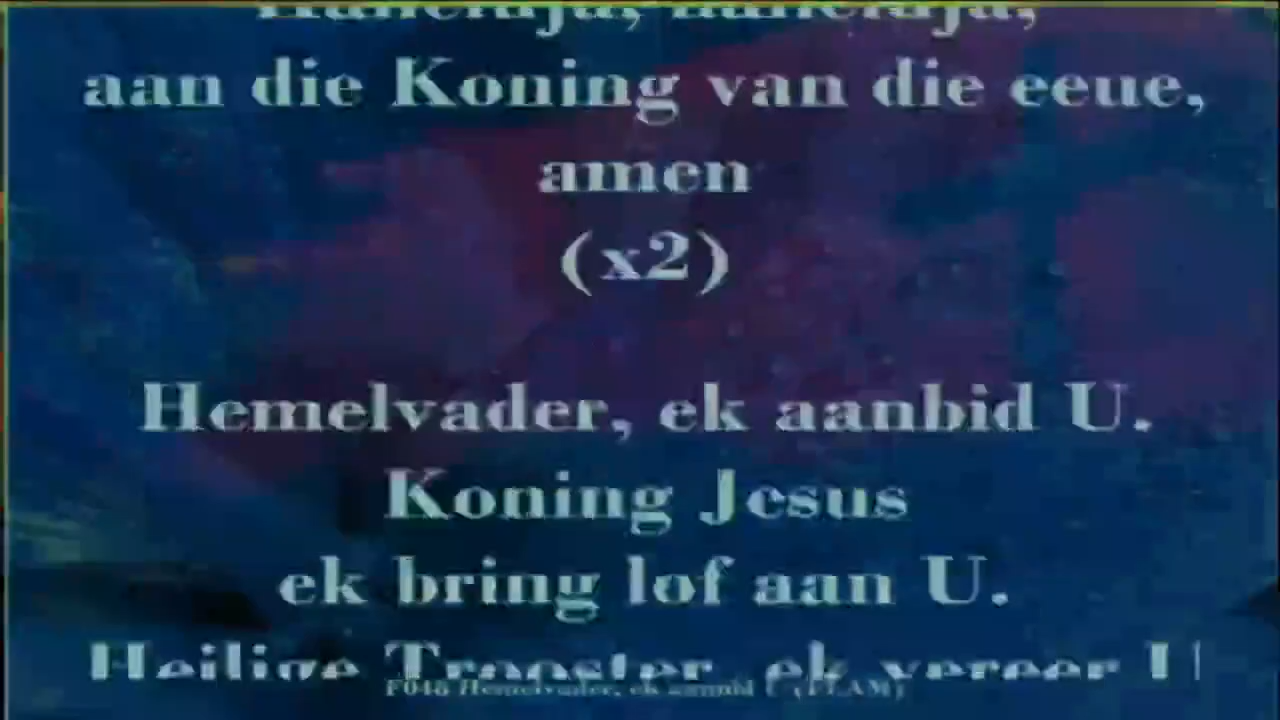 Halleluja, halleluja,
aan die Koning van die eeue,
amen
(x2)
Hemelvader, ek aanbid U.
Koning Jesus
ek bring lof aan U.
Heilige Trooster, ek vereer U
F048 Hemelvader, ek aanbid U (FLAM)